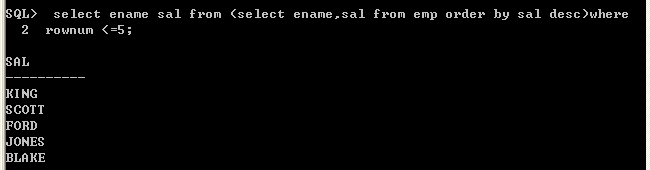 SQL>  select ename sal from (select ename,sal from emp order by sal desc)where
  2  rownum <=5;
SAL
----------
KING
SCOTT
FORD
JONES
BLAKE